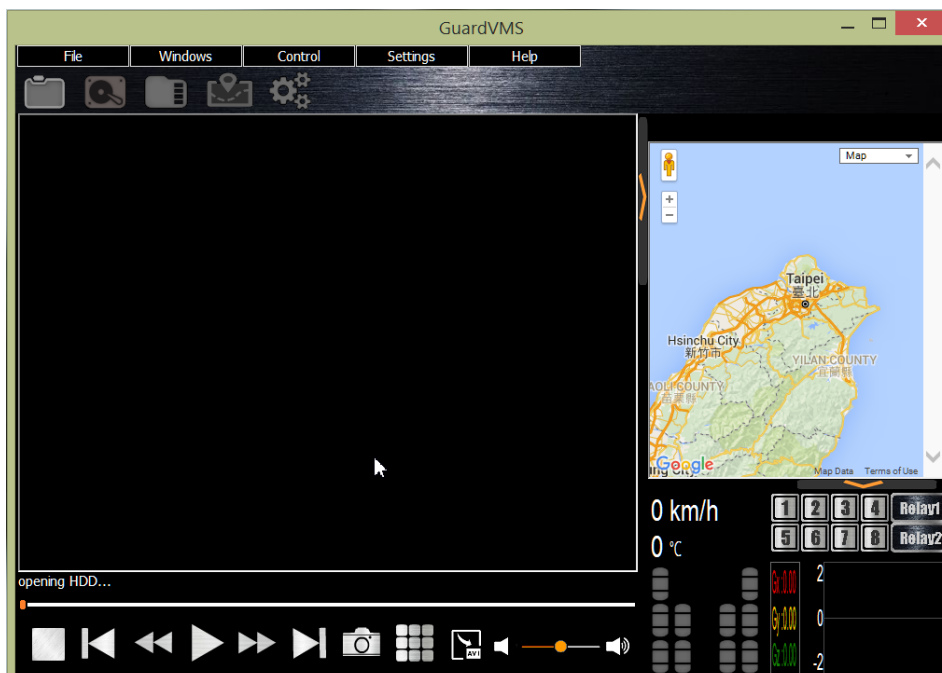 GuardVMS
File Windows Control Settings Help
Map
Taipei
臺北
Hsinchu City
新竹市
YILAN COUNTY
宜蘭縣
AOLI COUNTY
苗栗縣
Google
Map Data Terms of Use
0 km/h
1 2 3 4 Relay1
0 °C
5 6 7 8 Relay2
opening HDD...
Gx:0.00
Gy:0.00
Gz:0.00
2
0
-2
AVI